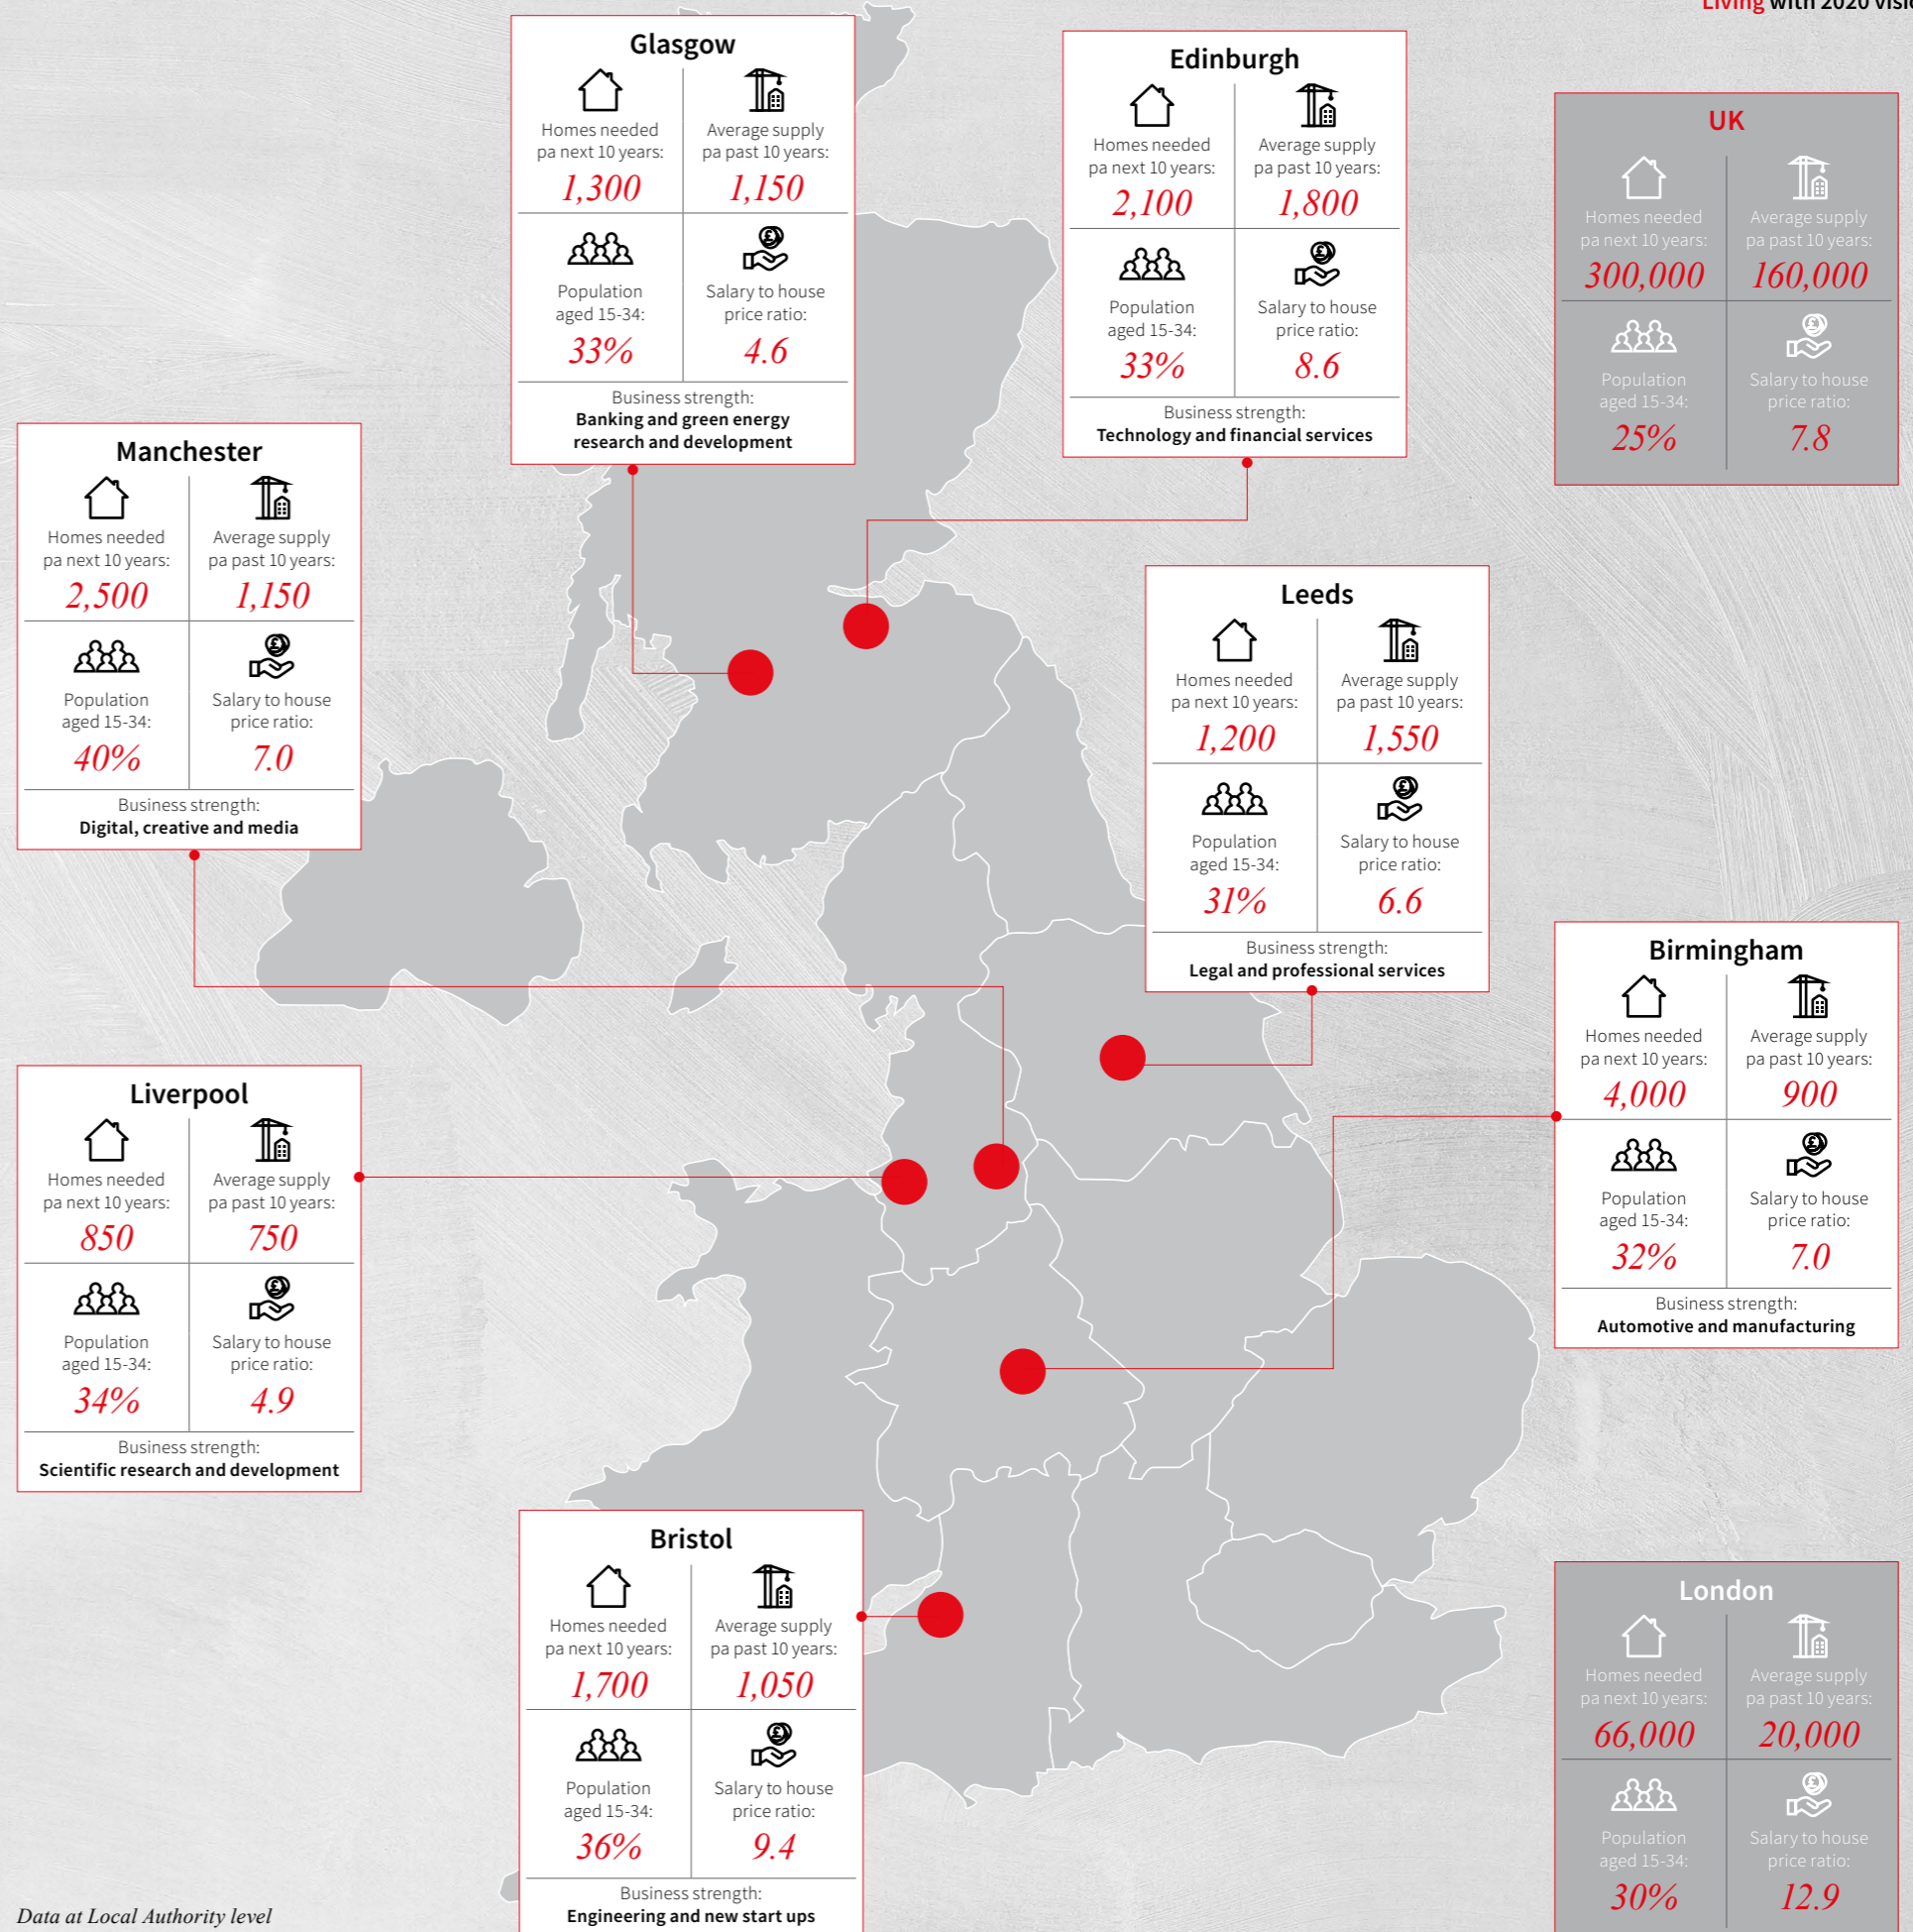 Living with 2020 visio
Glasgow
Homes needed
pa next 10 years:
1,300
Average supply
pa past 10 years:
1,150
Population
aged 15-34:
33%
Salary to house
price ratio:
4.6
Business strength:
Banking and green energy
research and development
Edinburgh
Homes needed
pa next 10 years:
2,100
Average supply
pa past 10 years:
1,800
Population
aged 15-34:
33%
Salary to house
price ratio:
8.6
Business strength:
Technology and financial services
UK
Homes needed
pa next 10 years:
300,000
Average supply
pa past 10 years:
160,000
Population
aged 15-34:
25%
Salary to house
price ratio:
7.8
Manchester
Homes needed
pa next 10 years:
2,500
Average supply
pa past 10 years:
1,150
Population
aged 15-34:
40%
Salary to house
price ratio:
7.0
Business strength:
Digital, creative and media
Leeds
Homes needed
pa next 10 years:
1,200
Average supply
pa past 10 years:
1,550
Population
aged 15-34:
31%
Salary to house
price ratio:
6.6
Business strength:
Legal and professional services
Birmingham
Homes needed
pa next 10 years:
4,000
Average supply
pa past 10 years:
900
Population
aged 15-34:
32%
Salary to house
price ratio:
7.0
Business strength:
Automotive and manufacturing
Liverpool
Homes needed
pa next 10 years:
850
Average supply
pa past 10 years:
750
Population
aged 15-34:
34%
Salary to house
price ratio:
4.9
Business strength:
Scientific research and development
Bristol
Homes needed
pa next 10 years:
1,700
Average supply
pa past 10 years:
1,050
Population
aged 15-34:
36%
Salary to house
price ratio:
9.4
Business strength:
Engineering and new start ups
London
Homes needed
pa next 10 years:
66,000
Average supply
pa past 10 years:
20,000
Population
aged 15-34:
30%
Salary to house
price ratio:
12.9
Data at Local Authority level